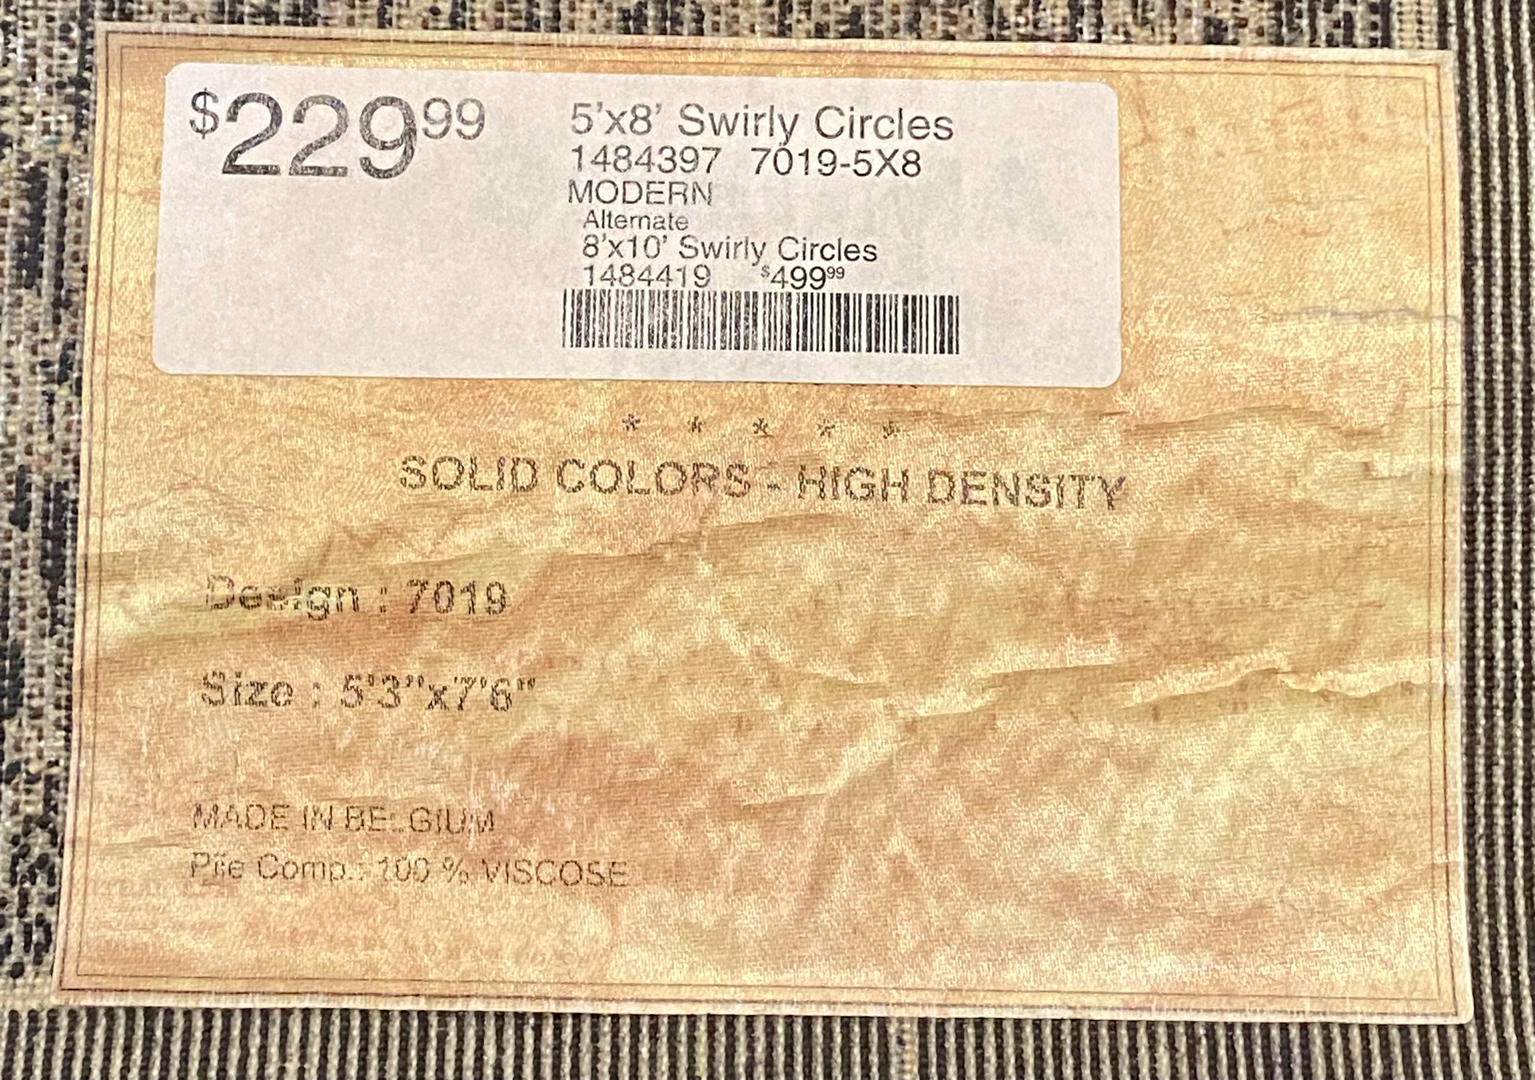 $229.99
5'x8' Swirly Circles
1484397 7019-5X8
MODERN
Alternate
8'x10' Swirly Circles
1484419 $499.99
* * * * *
SOLID COLORS - HIGH DENSITY
Design : 7019
Size : 5'3"x7'6"
MADE IN BELGIUM
Pile Comp.: 100 % VISCOSE